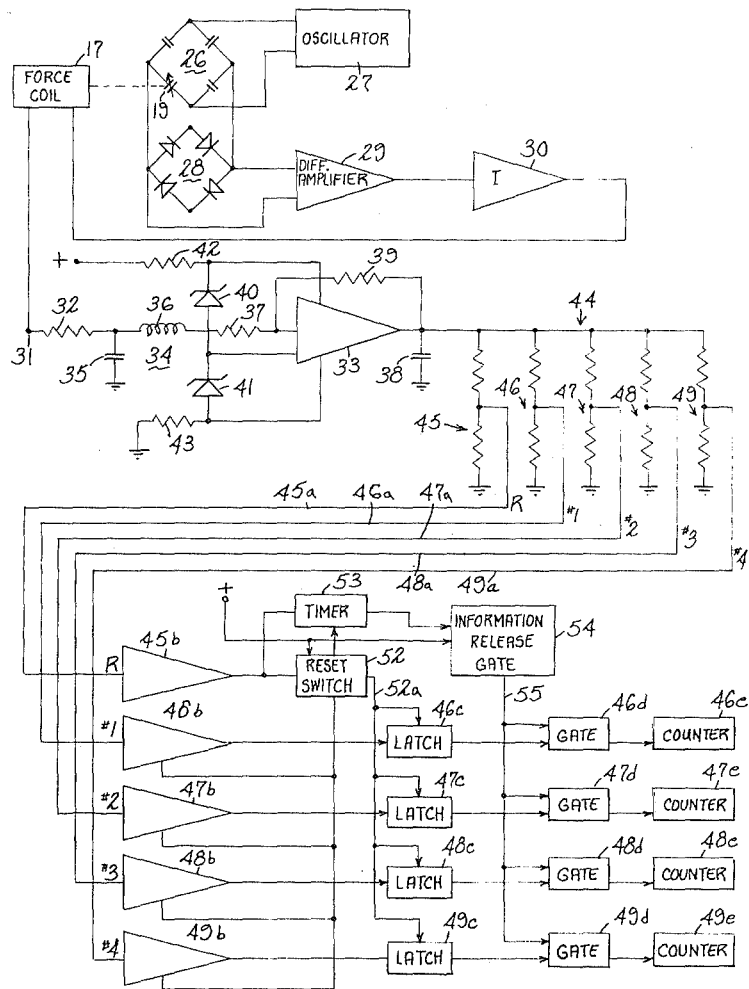 17
FORCE
COIL
19
26
OSCILLATOR
27
28
29
DIFF.
AMPLIFIER
30
I
+
42
39
40
32
36
37
44
31
35
34
33
38
41
43
45
46
47
48
49
45a
46a
47a
R
#1
#2
#3
#4
48a
49a
+
53
TIMER
INFORMATION
RELEASE
GATE
54
45b
R
RESET
SWITCH
52
52a
55
46b
#1
46c
LATCH
46d
GATE
46e
COUNTER
47b
#2
47c
LATCH
47d
GATE
47e
COUNTER
48b
#3
48c
LATCH
48d
GATE
48e
COUNTER
49b
#4
49c
LATCH
49d
GATE
49e
COUNTER